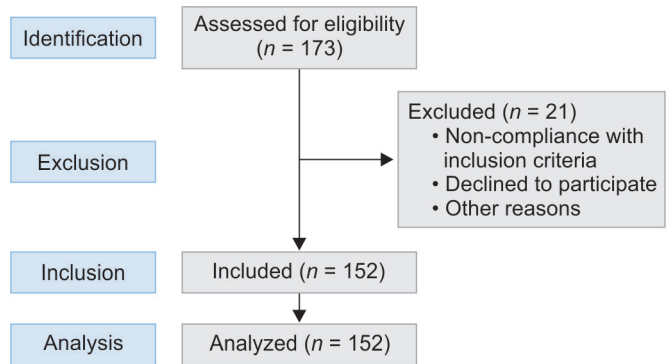 Identification
Assessed for eligibility
(n = 173)
Exclusion
Excluded (n = 21)
• Non-compliance with
inclusion criteria
• Declined to participate
• Other reasons
Inclusion
Included (n = 152)
Analysis
Analyzed (n = 152)